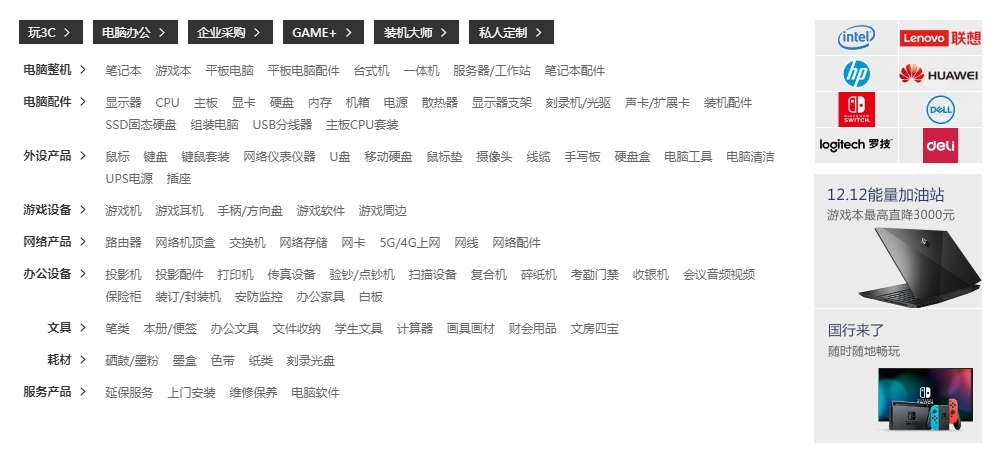 玩3C > 电脑办公 > 企业采购 > GAME+ > 装机大师 > 私人定制 >
电脑整机 > 笔记本 游戏本 平板电脑 平板电脑配件 台式机 一体机 服务器/工作站 笔记本配件
电脑配件 > 显示器 CPU 主板 显卡 硬盘 内存 机箱 电源 散热器 显示器支架 刻录机/光驱 声卡/扩展卡 装机配件
SSD固态硬盘 组装电脑 USB分线器 主板CPU套装
外设产品 > 鼠标 键盘 键鼠套装 网络仪表仪器 U盘 移动硬盘 鼠标垫 摄像头 线缆 手写板 硬盘盒 电脑工具 电脑清洁
UPS电源 插座
游戏设备 > 游戏机 游戏耳机 手柄/方向盘 游戏软件 游戏周边
网络产品 > 路由器 网络机顶盒 交换机 网络存储 网卡 5G/4G上网 网线 网络配件
办公设备 > 投影机 投影配件 打印机 传真设备 验钞/点钞机 扫描设备 复合机 碎纸机 考勤门禁 收银机 会议音频视频
保险柜 装订/封装机 安防监控 办公家具 白板
文具 > 笔类 本册/便签 办公文具 文件收纳 学生文具 计算器 画具画材 财会用品 文房四宝
耗材 > 硒鼓/墨粉 墨盒 色带 纸类 刻录光盘
服务产品 > 延保服务 上门安装 维修保养 电脑软件
intel Lenovo 联想
hp HUAWEI
NINTENDO
SWITCH. DELL
logitech 罗技 deli
12.12能量加油站
游戏本最高直降3000元
国行来了
随时随地畅玩
NINTENDO
SWITCH